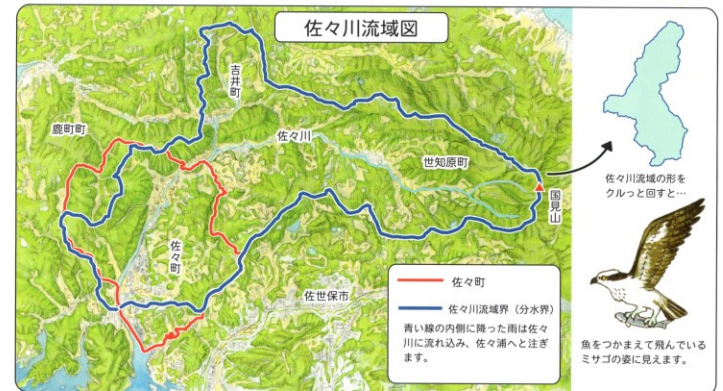 佐々川流域図
吉井町
鹿町町
佐々川
世知原町
国見山
佐々町
佐世保市
佐々町
佐々川流域界（分水界）
青い線の内側に降った雨は佐々
川に流れ込み、佐々浦へと注ぎ
ます。
佐々川流域の形を
クルっと回すと…
魚をつかまえて飛んでいる
ミサゴの姿に見えます。